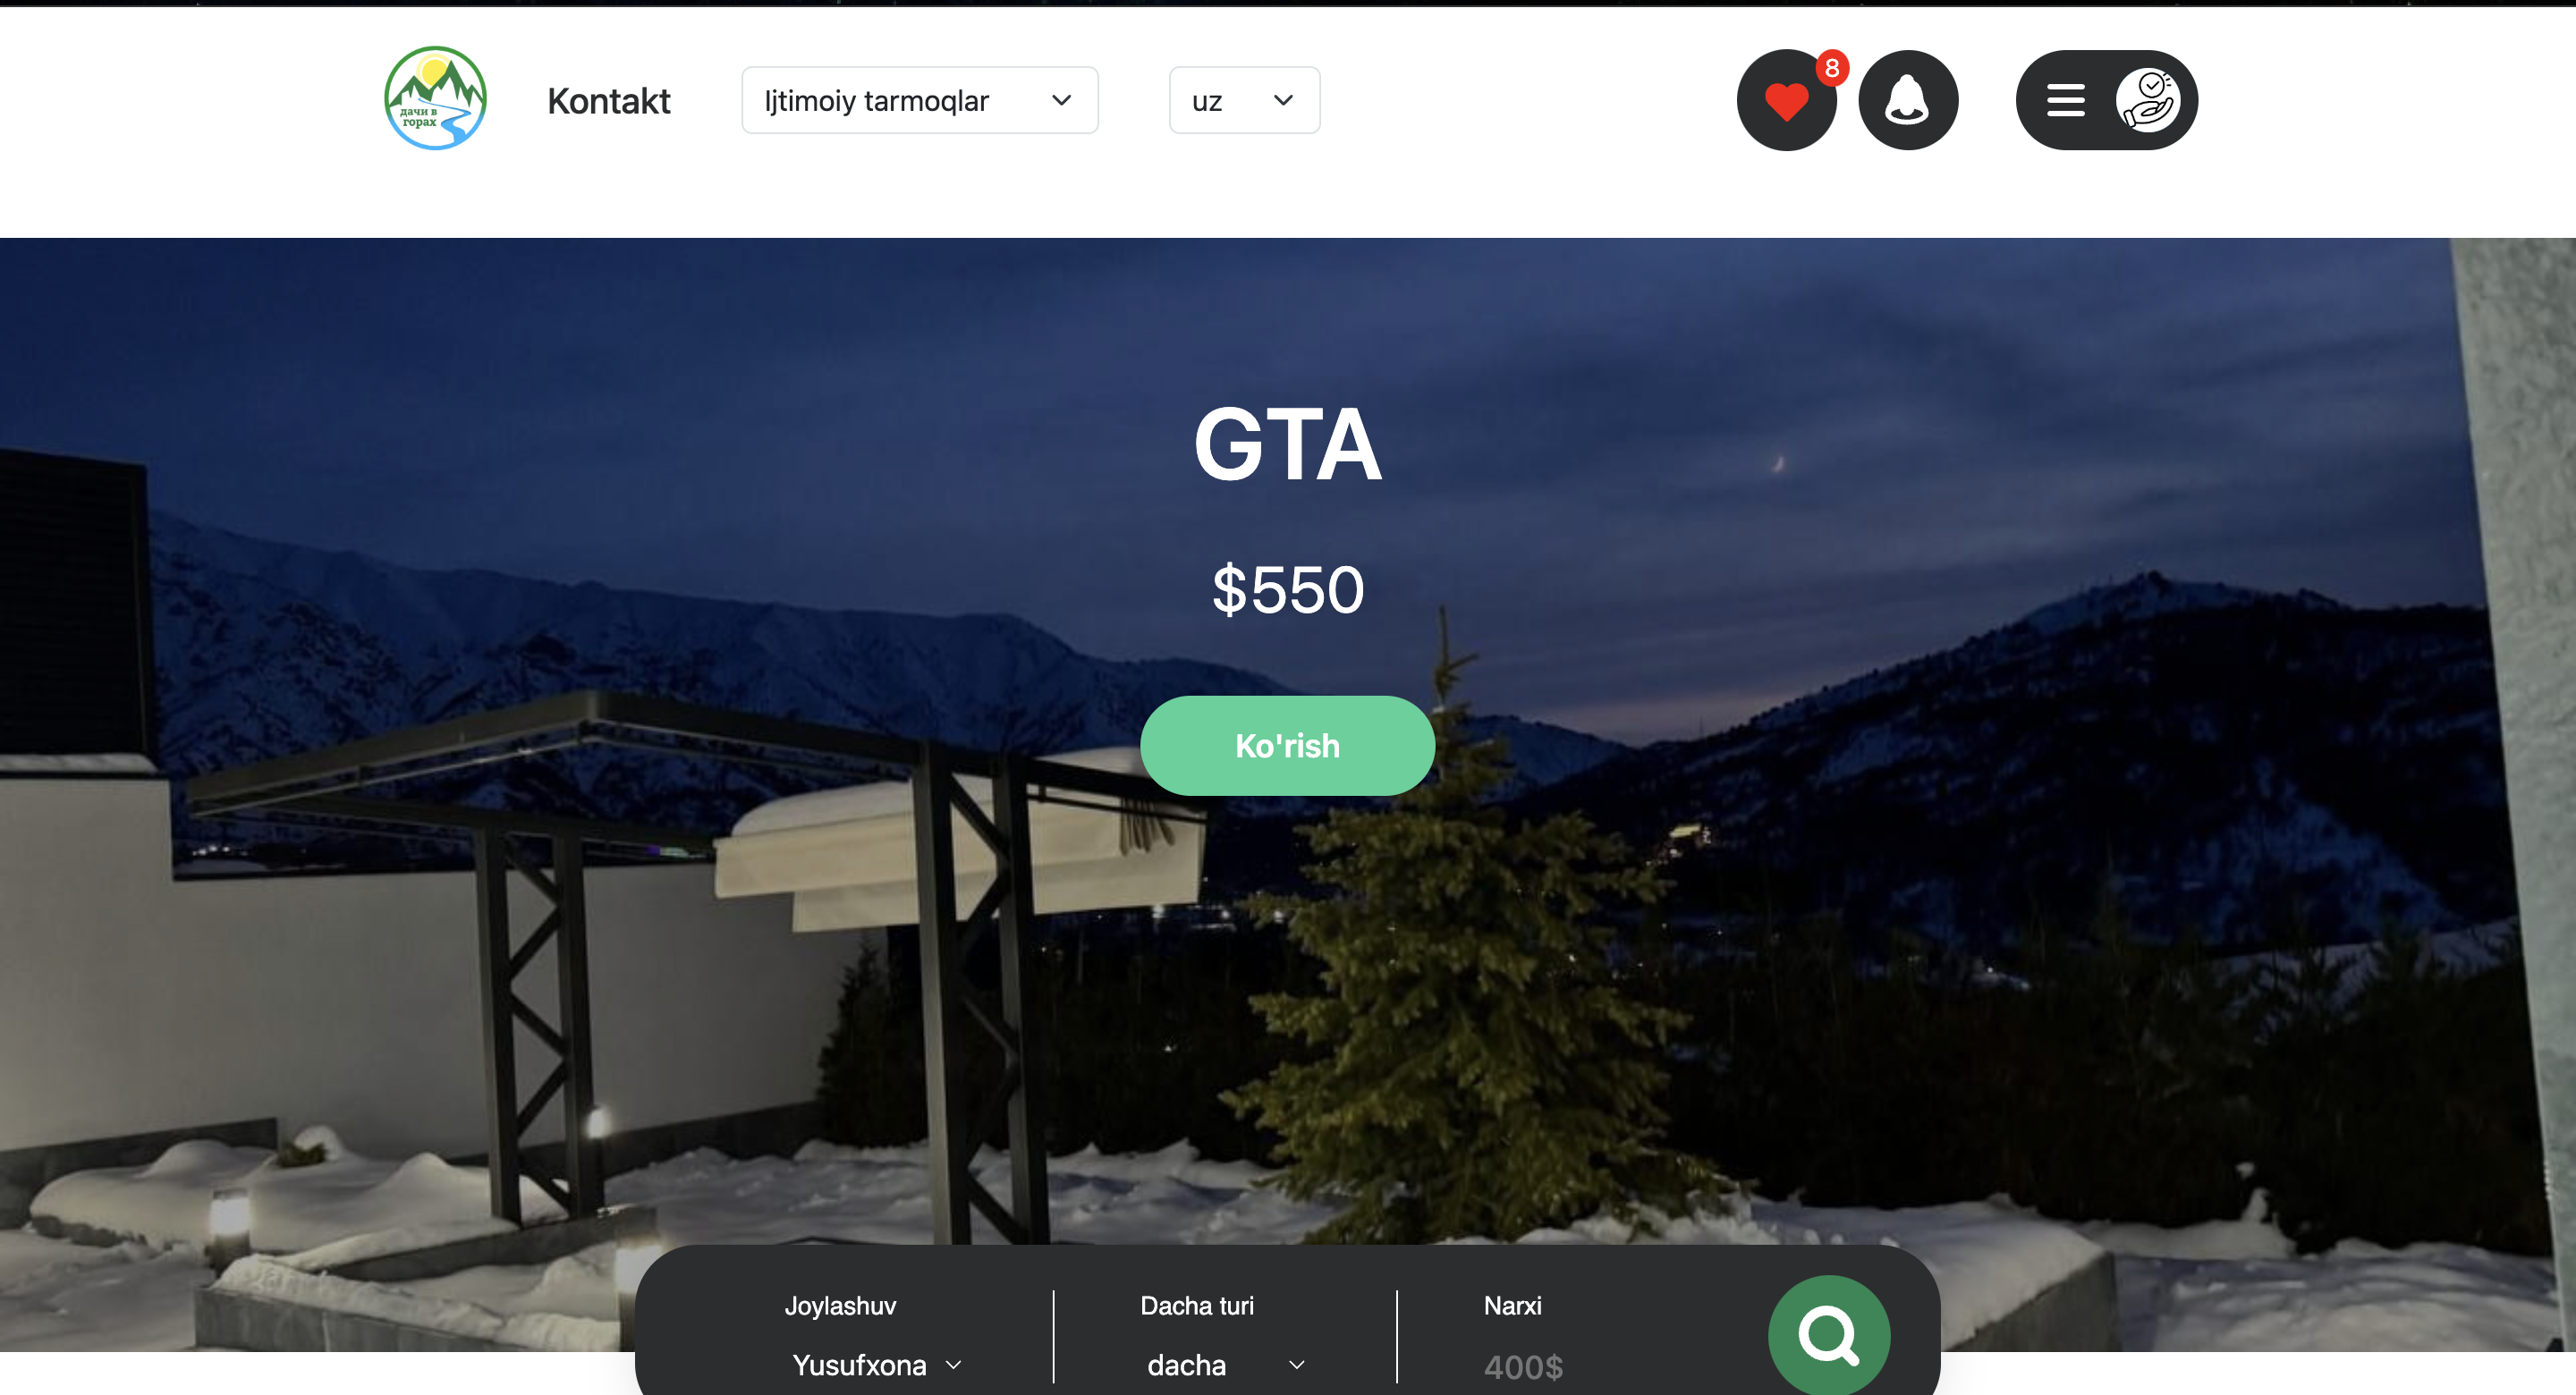 дачи в
горах
Kontakt
Ijtimoiy tarmoqlar
uz
8
GTA
$550
Ko'rish
Joylashuv
Dacha turi
Narxi
Yusufxona
dacha
400$